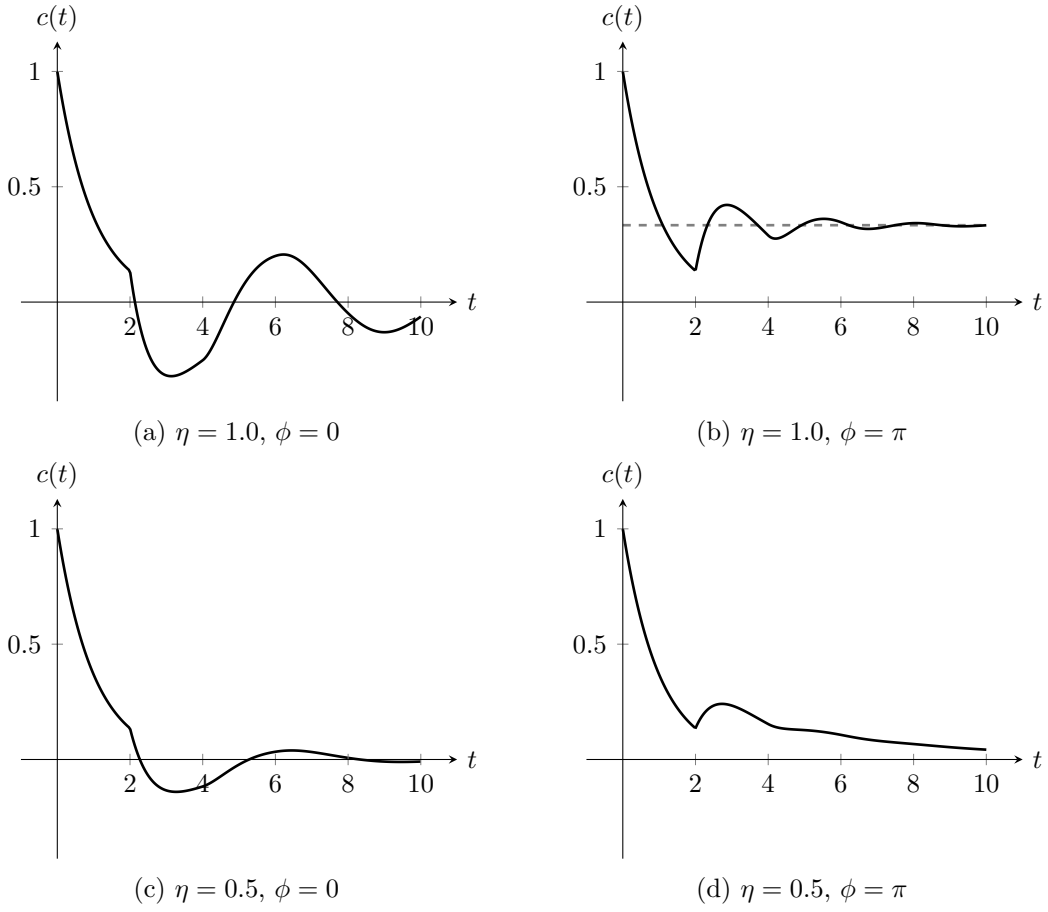 c(t) c(t)
1 1
0.5 0.5
t t
2 4 6 8 10 2 4 6 8 10
(a) η = 1.0, ϕ = 0 (b) η = 1.0, ϕ = π
c(t) c(t)
1 1
0.5 0.5
t t
2 4 6 8 10 2 4 6 8 10
(c) η = 0.5, ϕ = 0 (d) η = 0.5, ϕ = π